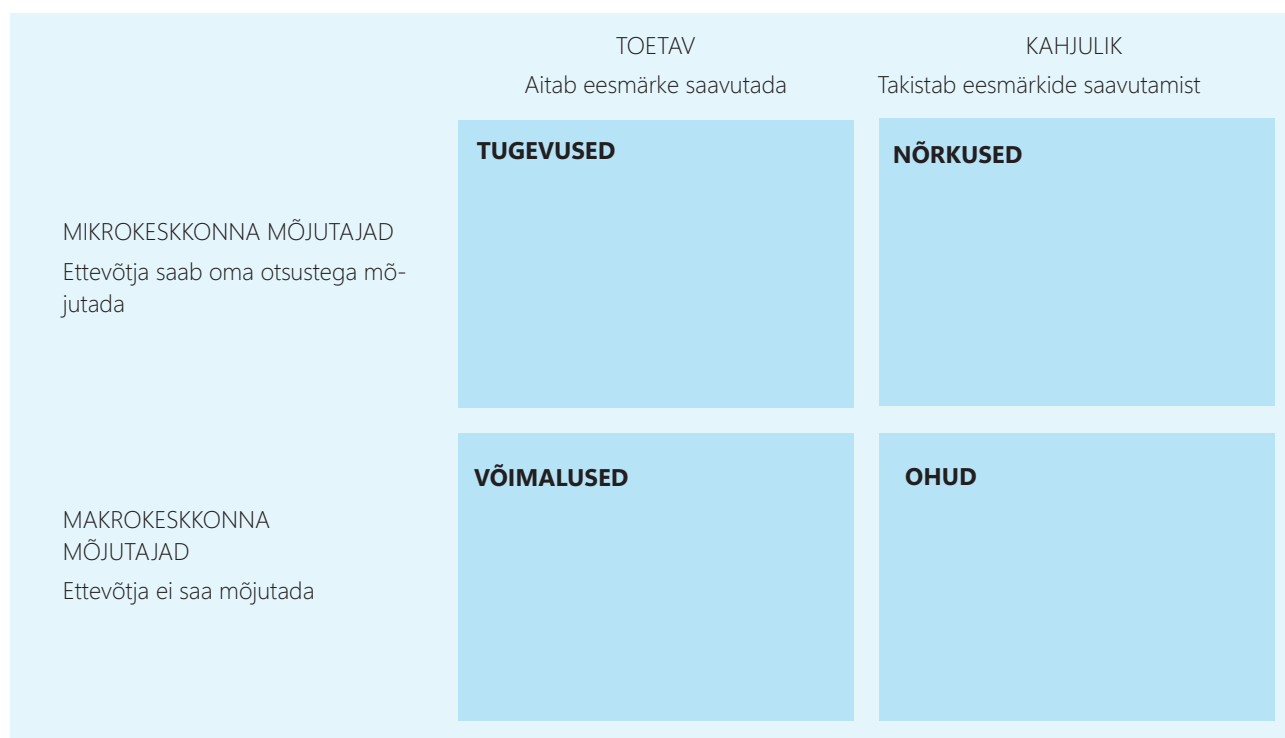 TOETAV
Aitab eesmärke saavutada
KAHJULIK
Takistab eesmärkide saavutamist
MIKROKESKKONNA MÕJUTAJAD
Ettevõtja saab oma otsustega mõ-
jutada
TUGEVUSED
NÕRKUSED
MAKROKESKKONNA
MÕJUTAJAD
Ettevõtja ei saa mõjutada
VÕIMALUSED
OHUD